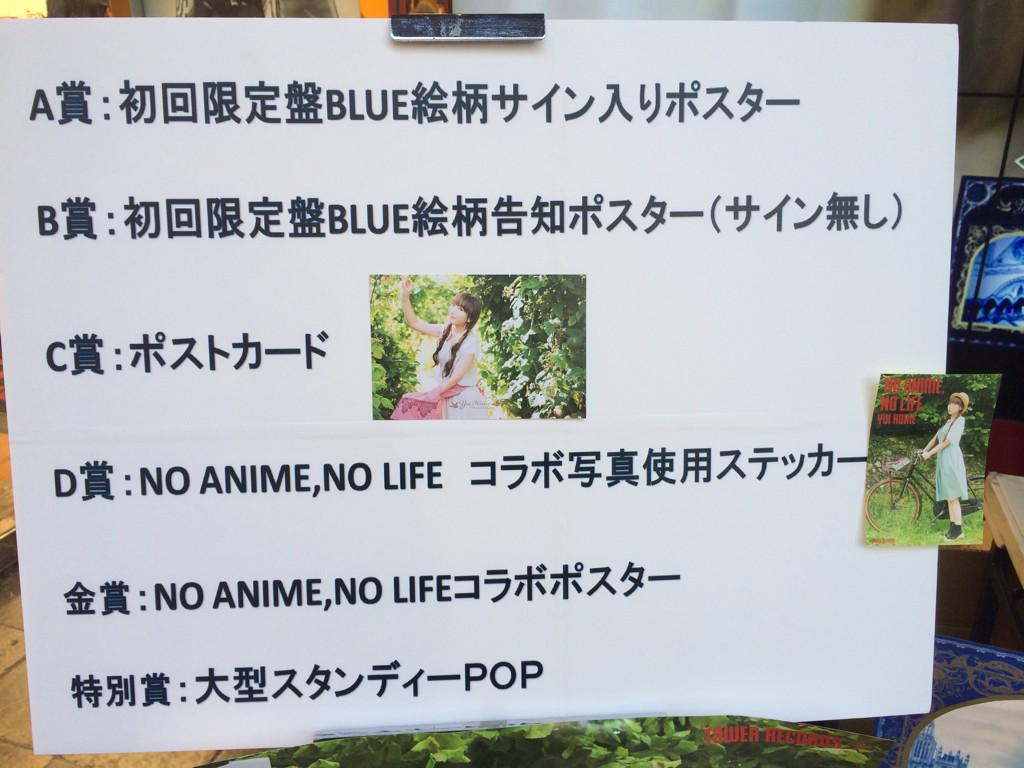 A賞：初回限定盤BLUE絵柄サイン入りポスター
B賞：初回限定盤BLUE絵柄告知ポスター（サイン無し）
C賞：ポストカード
D賞：NO ANIME,NO LIFE　コラボ写真使用ステッカー
NO ANIME,
NO LIFE
YUI HORIE
金賞：NO ANIME,NO LIFEコラボポスター
特別賞：大型スタンディーPOP
TOWER RECORDS